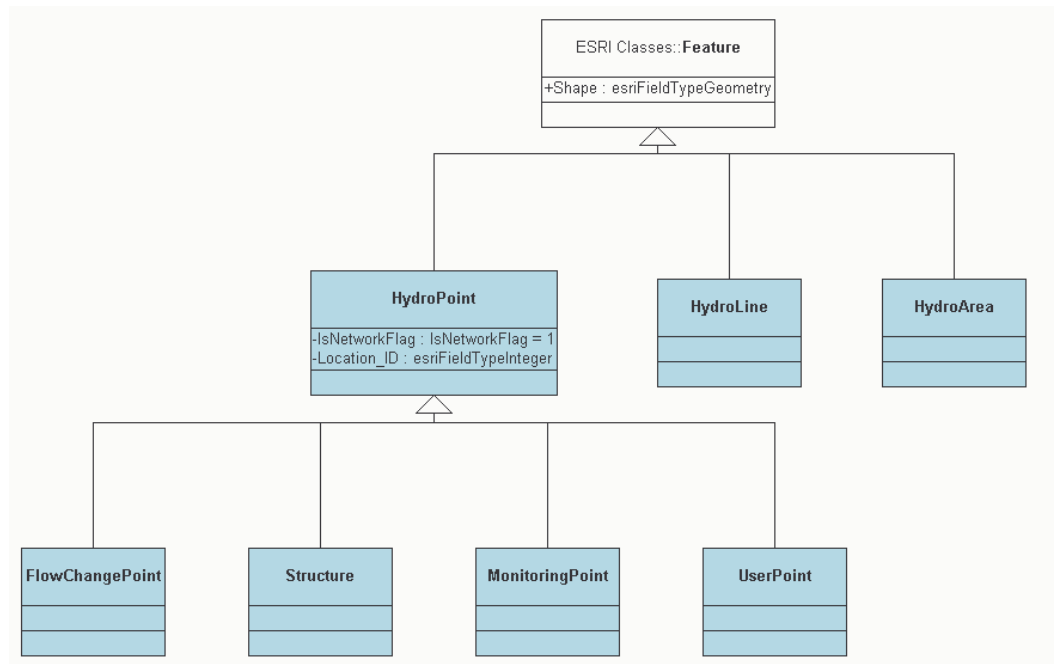 ESRI Classes::Feature
+Shape : esriFieldTypeGeometry
HydroPoint
-IsNetworkFlag : IsNetworkFlag = 1
-Location_ID : esriFieldTypeInteger
HydroLine
HydroArea
FlowChangePoint
Structure
MonitoringPoint
UserPoint